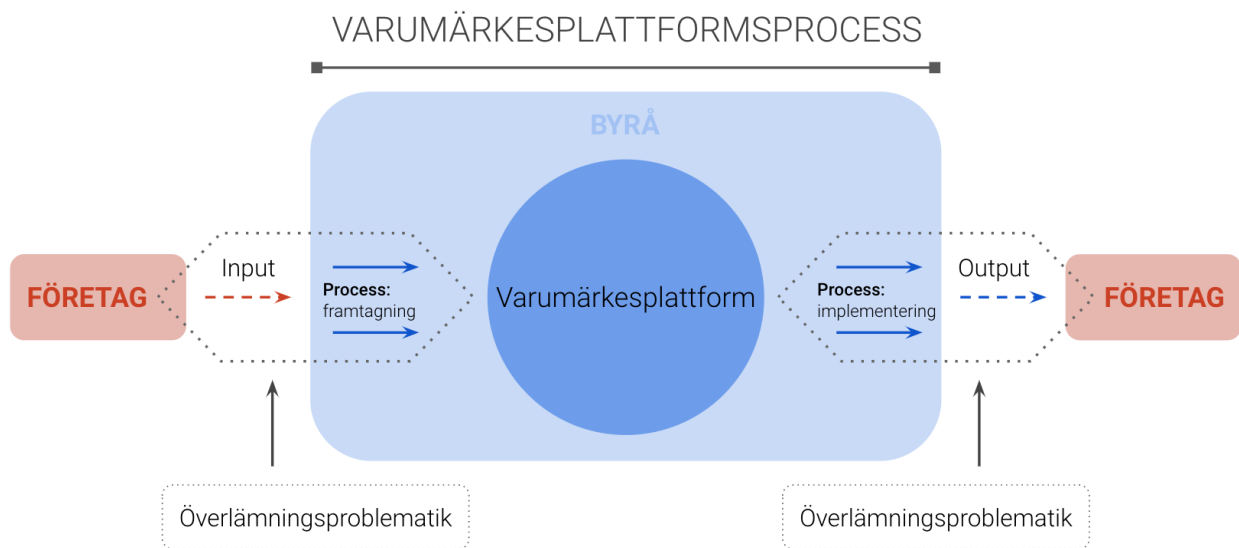 VARUMÄRKESPLATTFORMSPROCESS
BYRÅ
FÖRETAG
Input
Process:
framtagning
Varumärkesplattform
Process:
implementering
Output
FÖRETAG
Överlämningsproblematik
Överlämningsproblematik